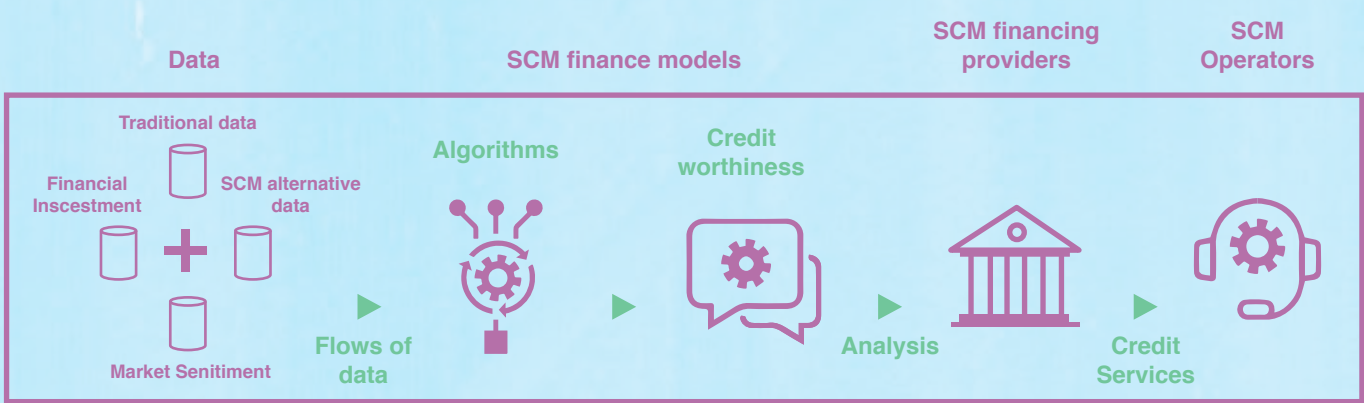 Data
SCM finance models
SCM financing
providers
SCM
Operators
Traditional data
Financial
Inscestment
SCM alternative
data
Market Senitiment
Flows of
data
Algorithms
Credit
worthiness
Analysis
Credit
Services